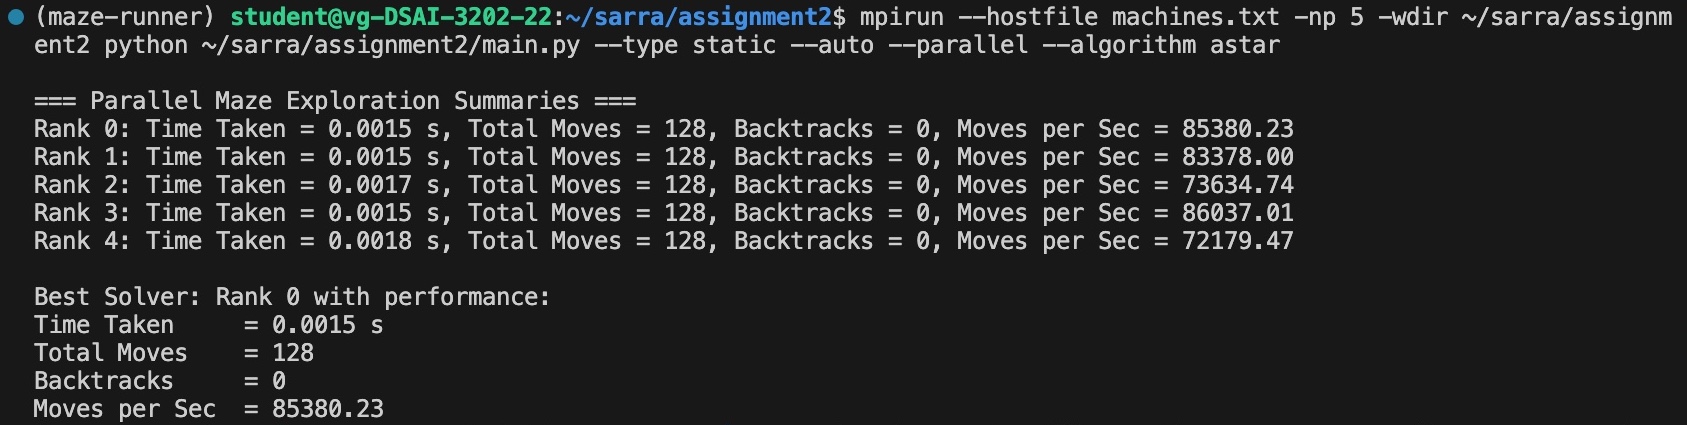 (maze-runner) student@vg-DSAI-3202-22:~/sarra/assignment2$ mpirun --hostfile machines.txt -np 5 -wdir ~/sarra/assignm
ent2 python ~/sarra/assignment2/main.py --type static --auto --parallel --algorithm astar
=== Parallel Maze Exploration Summaries ===
Rank 0: Time Taken = 0.0015 s, Total Moves = 128, Backtracks = 0, Moves per Sec = 85380.23
Rank 1: Time Taken = 0.0015 s, Total Moves = 128, Backtracks = 0, Moves per Sec = 83378.00
Rank 2: Time Taken = 0.0017 s, Total Moves = 128, Backtracks = 0, Moves per Sec = 73634.74
Rank 3: Time Taken = 0.0015 s, Total Moves = 128, Backtracks = 0, Moves per Sec = 86037.01
Rank 4: Time Taken = 0.0018 s, Total Moves = 128, Backtracks = 0, Moves per Sec = 72179.47
Best Solver: Rank 0 with performance:
Time Taken     = 0.0015 s
Total Moves    = 128
Backtracks     = 0
Moves per Sec  = 85380.23